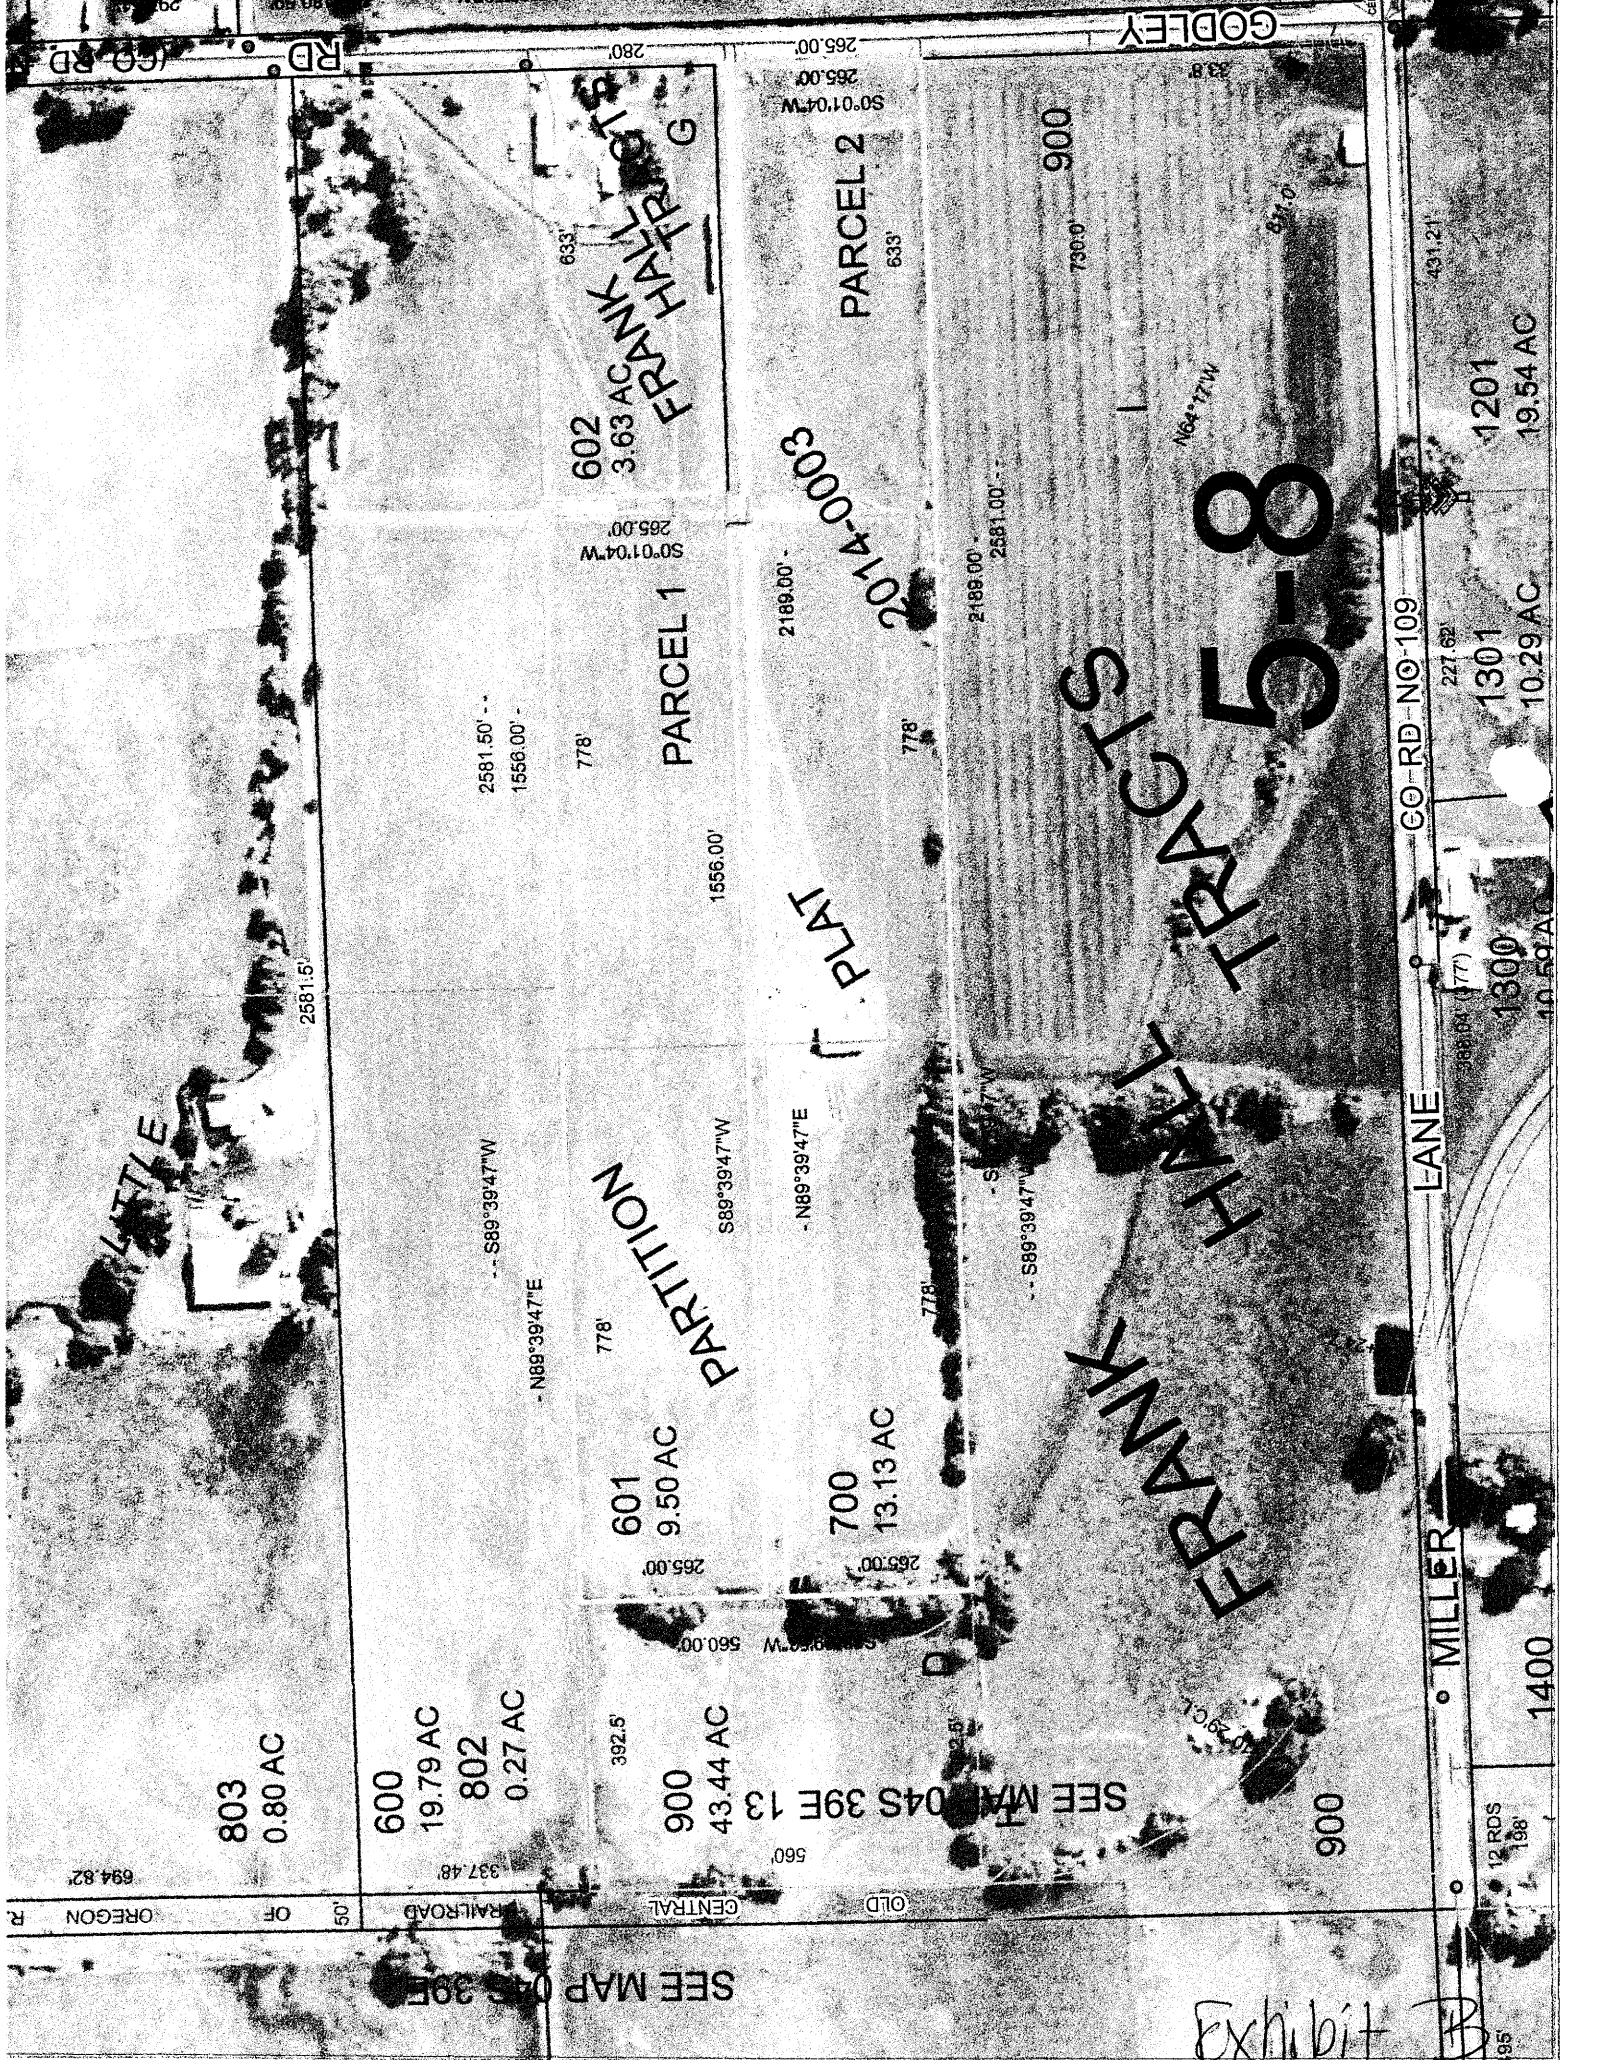 (CO RD N
RD
GODLEY
280'
265.00'
265.00'
S0°01'04"W
33.8'
FRANK HALL
FRANK HALL TRACTS
G
PARCEL 2
633'
633'
900
730.0'
831.0'
431.21'
602
3.63 AC
265.00'
S0°01'04"W
2014-0003
N64°17'W
1201
19.54 AC
5-8
PARCEL 1
2189.00' -
2189.00' -
2581.00' - -
2581.50' - -
1556.00' -
778'
778'
1556.00'
CO RD NO 109
227.62'
1301
10.29 AC
2581.5'
PARTITION PLAT
FRANK HALL TRACTS
1300
10.59 AC
LITTLE
- - S89°39'47"W
- N89°39'47"E
S89°39'47"W
- N89°39'47"E
- - S89°39'47"W
778'
778'
LANE
601
9.50 AC
700
13.13 AC
265.00'
265.00'
560.00'
D
MILLER
803
0.80 AC
600
19.79 AC
802
0.27 AC
392.5'
900
43.44 AC
SEE MAP 04S 39E 13
900
1400
12 RDS
198'
694.82'
337.48'
560'
50'
OREGON
OF
RAILROAD
CENTRAL
OLD
SEE MAP 04S 39E
Exhibit B
95'